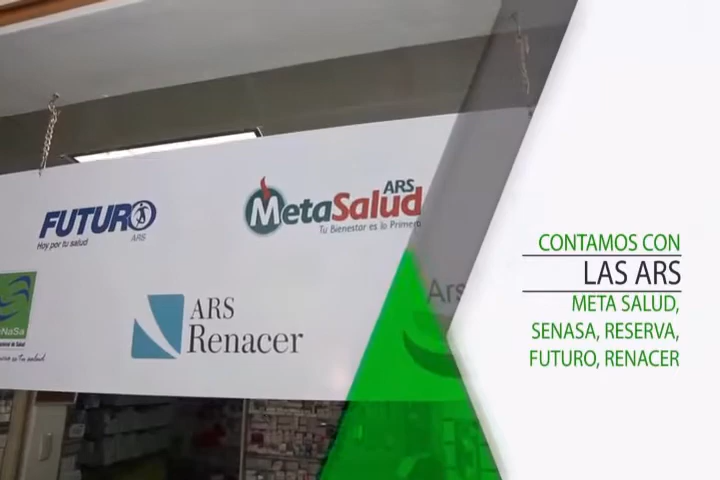 FUTURO
Hoy por tu salud
ARS
ARS
MetaSalud
Tu Bienestar es lo Primero
ARS
Renacer
CONTAMOS CON
LAS ARS
META SALUD,
SENASA, RESERVA,
FUTURO, RENACER